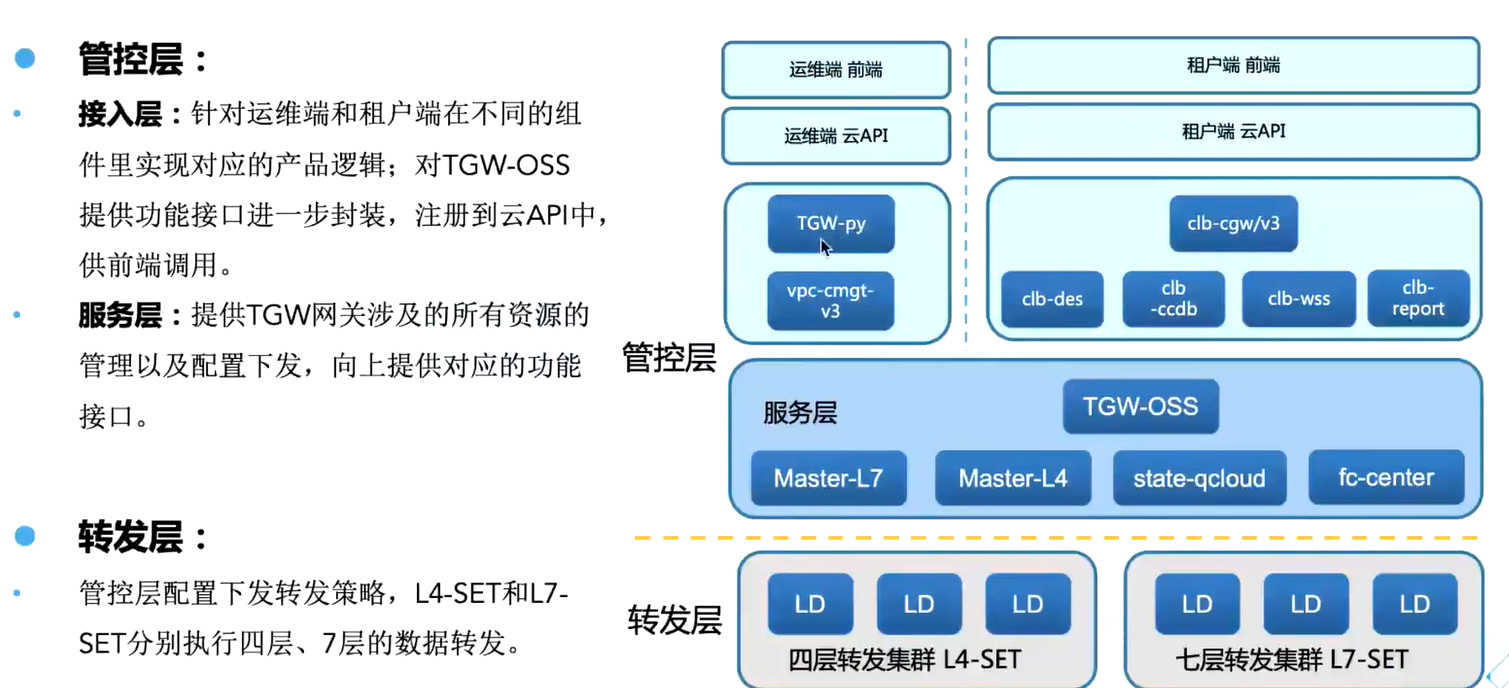 管控层：
接入层：针对运维端和租户端在不同的组
件里实现对应的产品逻辑；对TGW-OSS
提供功能接口进一步封装，注册到云API中，
供前端调用。
服务层：提供TGW网关涉及的所有资源的
管理以及配置下发，向上提供对应的功能
接口。
转发层：
管控层配置下发转发策略，L4-SET和L7-
SET分别执行四层、7层的数据转发。
运维端 前端
租户端 前端
运维端 云API
租户端 云API
TGW-py
vpc-cmgt-
v3
clb-cgw/v3
clb-des
clb
-ccdb
clb-wss
clb-
report
管控层
服务层
TGW-OSS
Master-L7
Master-L4
state-qcloud
fc-center
转发层
LD
LD
LD
四层转发集群 L4-SET
LD
LD
LD
七层转发集群 L7-SET